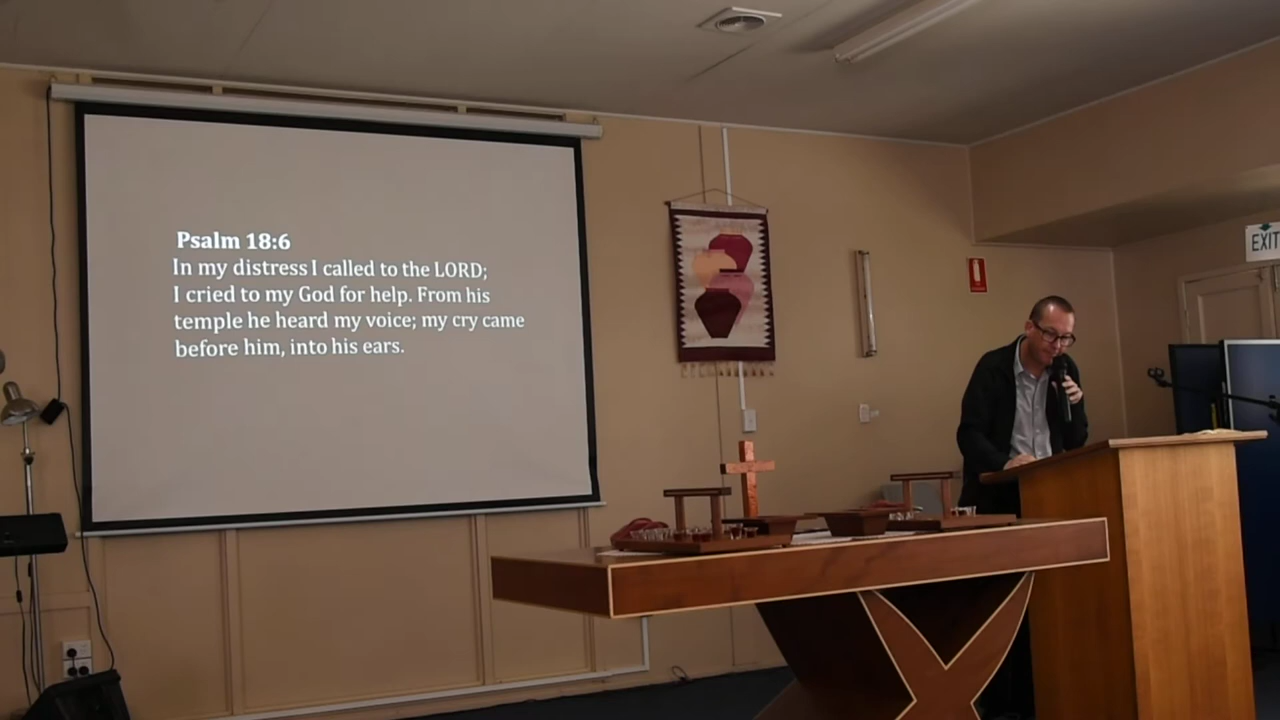 Psalm 18:6
In my distress I called to the LORD;
I cried to my God for help. From his
temple he heard my voice; my cry came
before him, into his ears.
EXIT